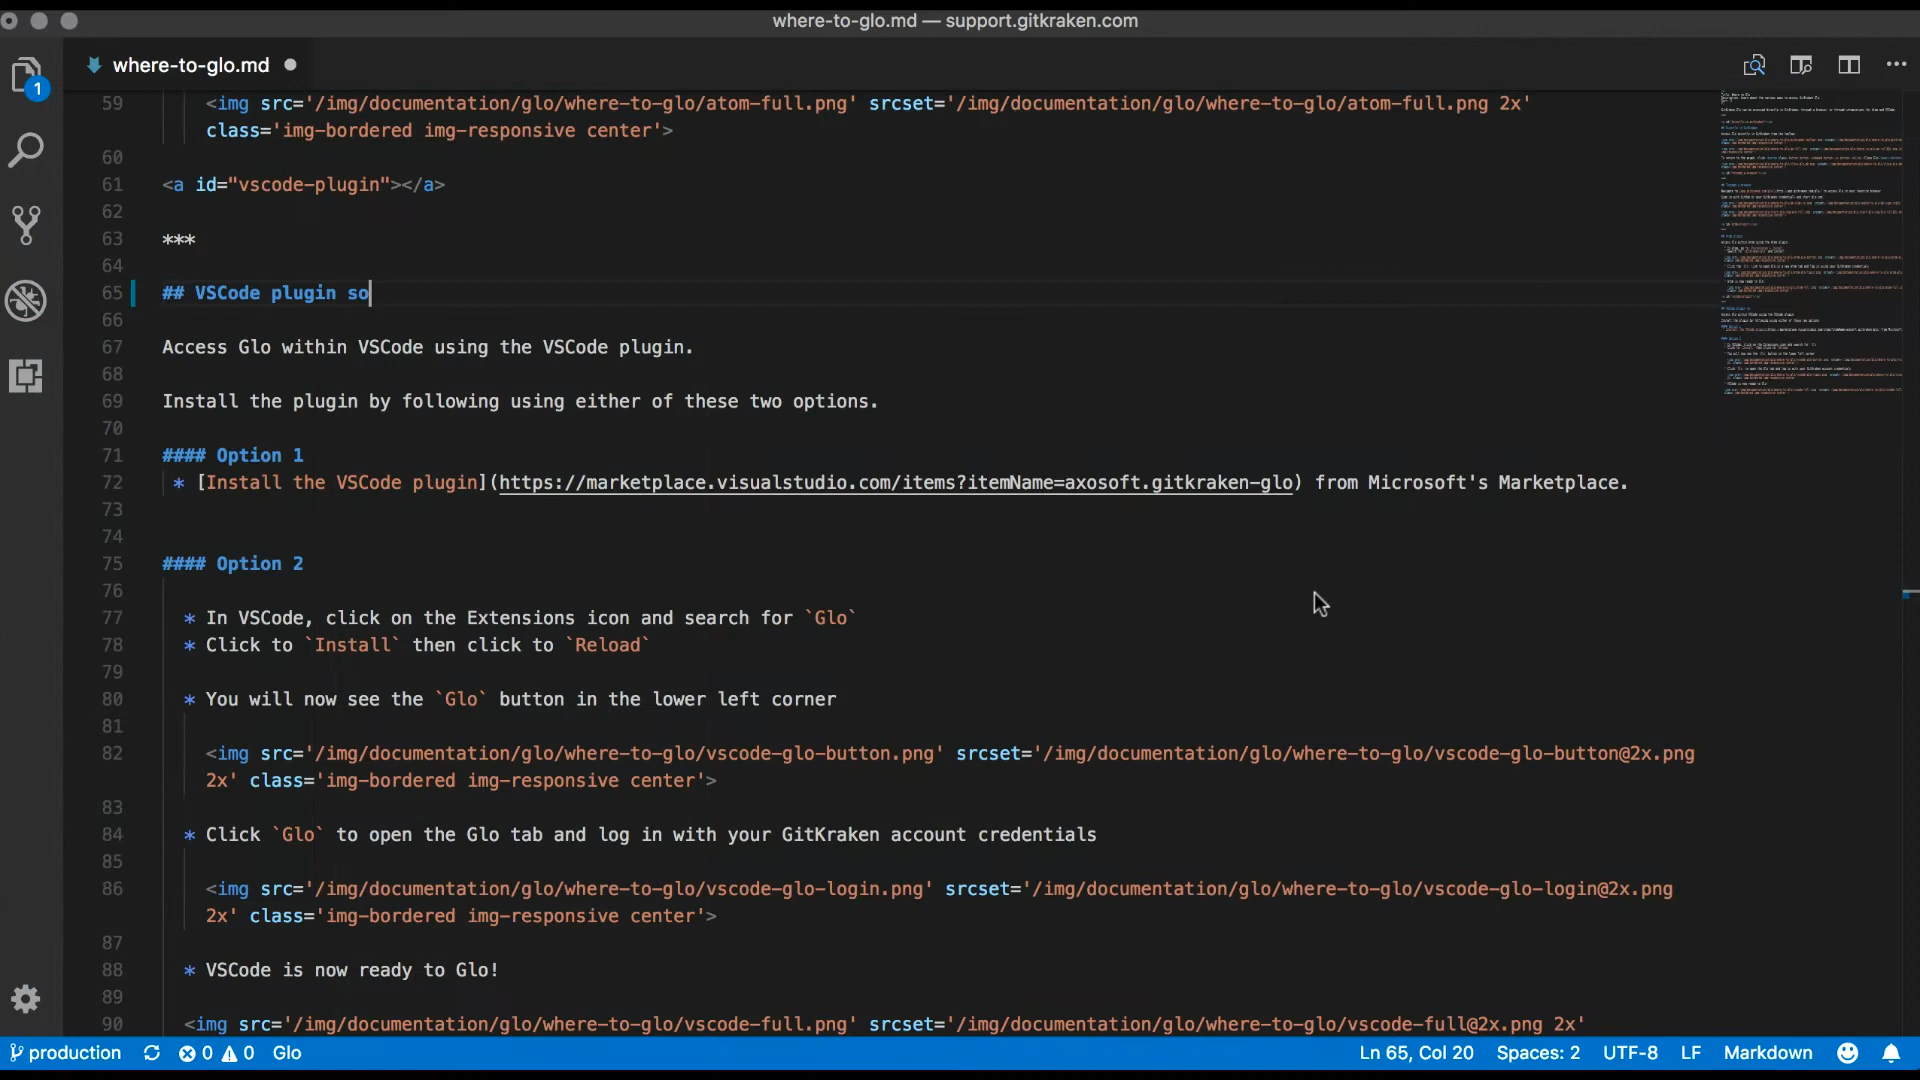 where-to-glo.md — support.gitkraken.com
where-to-glo.md
1
59 <img src='/img/documentation/glo/where-to-glo/atom-full.png' srcset='/img/documentation/glo/where-to-glo/atom-full.png 2x'
class='img-bordered img-responsive center'>
60
61 <a id="vscode-plugin"></a>
62
63 ***
64
65 ## VSCode plugin so
66
67 Access Glo within VSCode using the VSCode plugin.
68
69 Install the plugin by following using either of these two options.
70
71 #### Option 1
72 * [Install the VSCode plugin](https://marketplace.visualstudio.com/items?itemName=axosoft.gitkraken-glo) from Microsoft's Marketplace.
73
74
75 #### Option 2
76
77 * In VSCode, click on the Extensions icon and search for `Glo`
78 * Click to `Install` then click to `Reload`
79
80 * You will now see the `Glo` button in the lower left corner
81
82 <img src='/img/documentation/glo/where-to-glo/vscode-glo-button.png' srcset='/img/documentation/glo/where-to-glo/vscode-glo-button@2x.png
2x' class='img-bordered img-responsive center'>
83
84 * Click `Glo` to open the Glo tab and log in with your GitKraken account credentials
85
86 <img src='/img/documentation/glo/where-to-glo/vscode-glo-login.png' srcset='/img/documentation/glo/where-to-glo/vscode-glo-login@2x.png
2x' class='img-bordered img-responsive center'>
87
88 * VSCode is now ready to Glo!
89
90 <img src='/img/documentation/glo/where-to-glo/vscode-full.png' srcset='/img/documentation/glo/where-to-glo/vscode-full@2x.png 2x'
production 0 0 Glo Ln 65, Col 20 Spaces: 2 UTF-8 LF Markdown